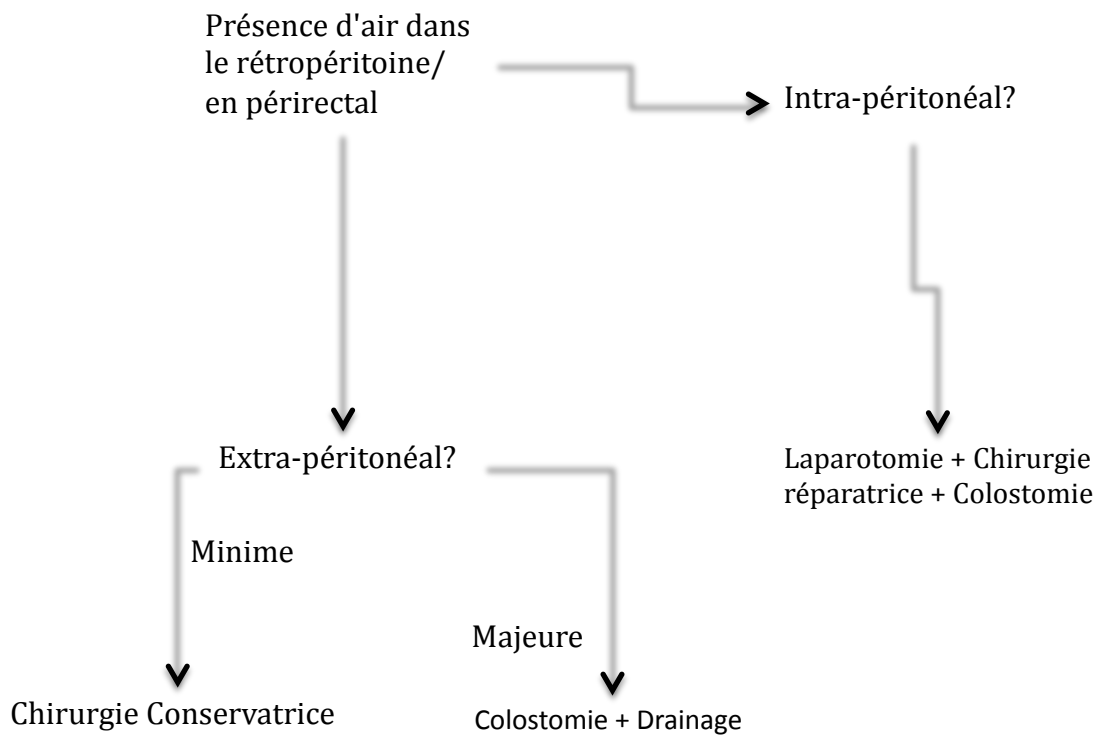 Présence d'air dans
le rétropéritoine/
en périrectal
Intra-péritonéal?
Extra-péritonéal?
Laparotomie + Chirurgie
réparatrice + Colostomie
Minime
Majeure
Chirurgie Conservatrice
Colostomie + Drainage